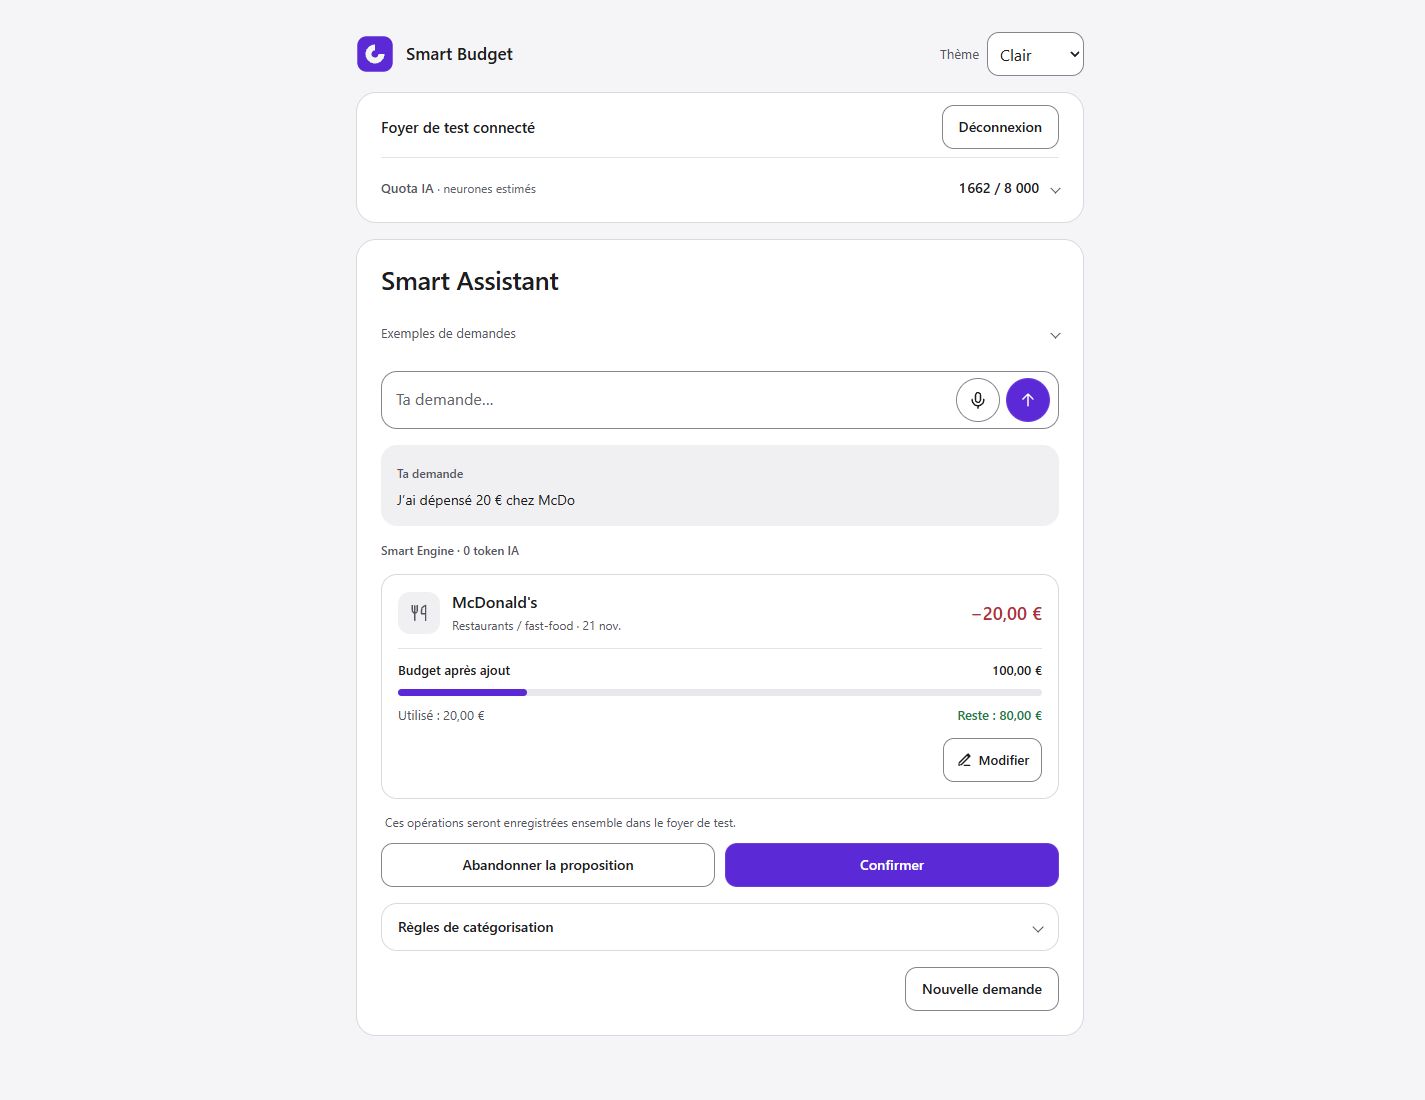 Smart Budget
Thème
Clair
Foyer de test connecté
Déconnexion
Quota IA · neurones estimés
1 662 / 8 000
Smart Assistant
Exemples de demandes
Ta demande...
Ta demande
J'ai dépensé 20 € chez McDo
Smart Engine · 0 token IA
McDonald's
Restaurants / fast-food · 21 nov.
−20,00 €
Budget après ajout
100,00 €
Utilisé : 20,00 €
Reste : 80,00 €
Modifier
Ces opérations seront enregistrées ensemble dans le foyer de test.
Abandonner la proposition
Confirmer
Règles de catégorisation
Nouvelle demande